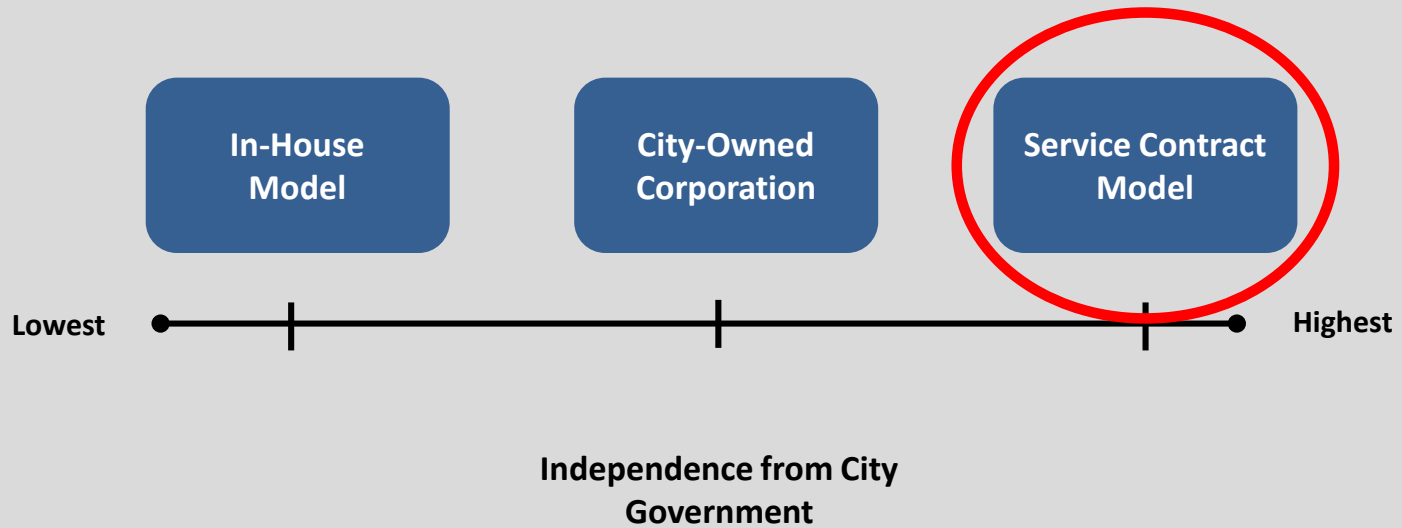 In-House
Model
City-Owned
Corporation
Service Contract
Model
Lowest
Highest
Independence from City
Government